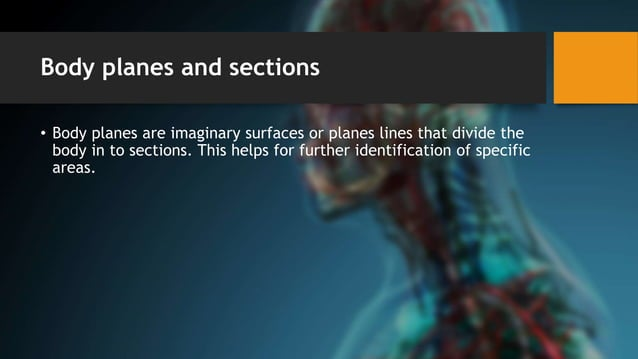 Body planes and sections
• Body planes are imaginary surfaces or planes lines that divide the
body in to sections. This helps for further identification of specific
areas.